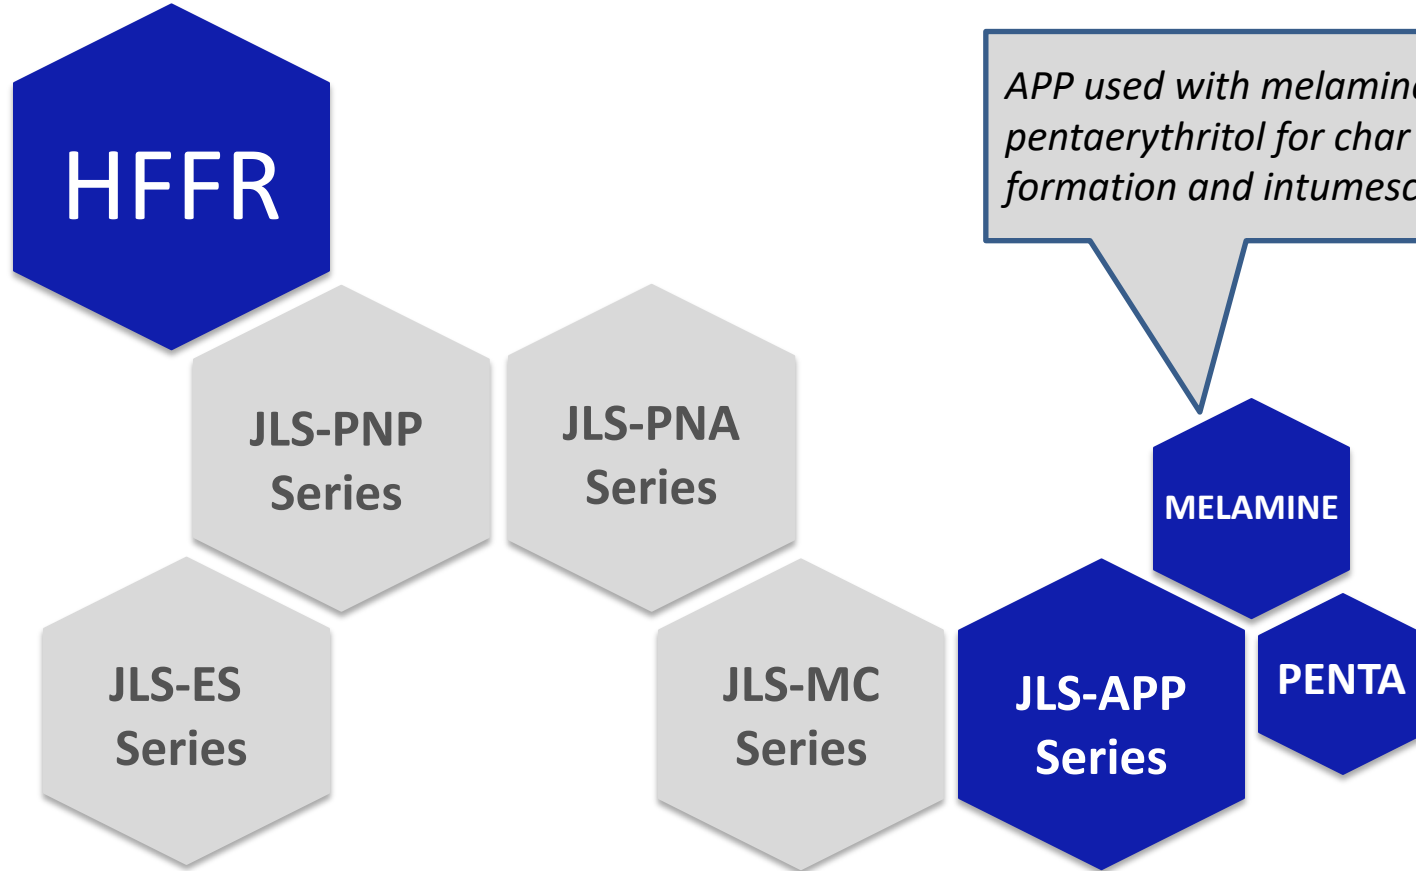 HFFR
APP used with melamine
pentaerythritol for char
formation and intumesc
JLS-PNP
Series
JLS-PNA
Series
MELAMINE
JLS-ES
Series
JLS-MC
Series
JLS-APP
Series
PENTA